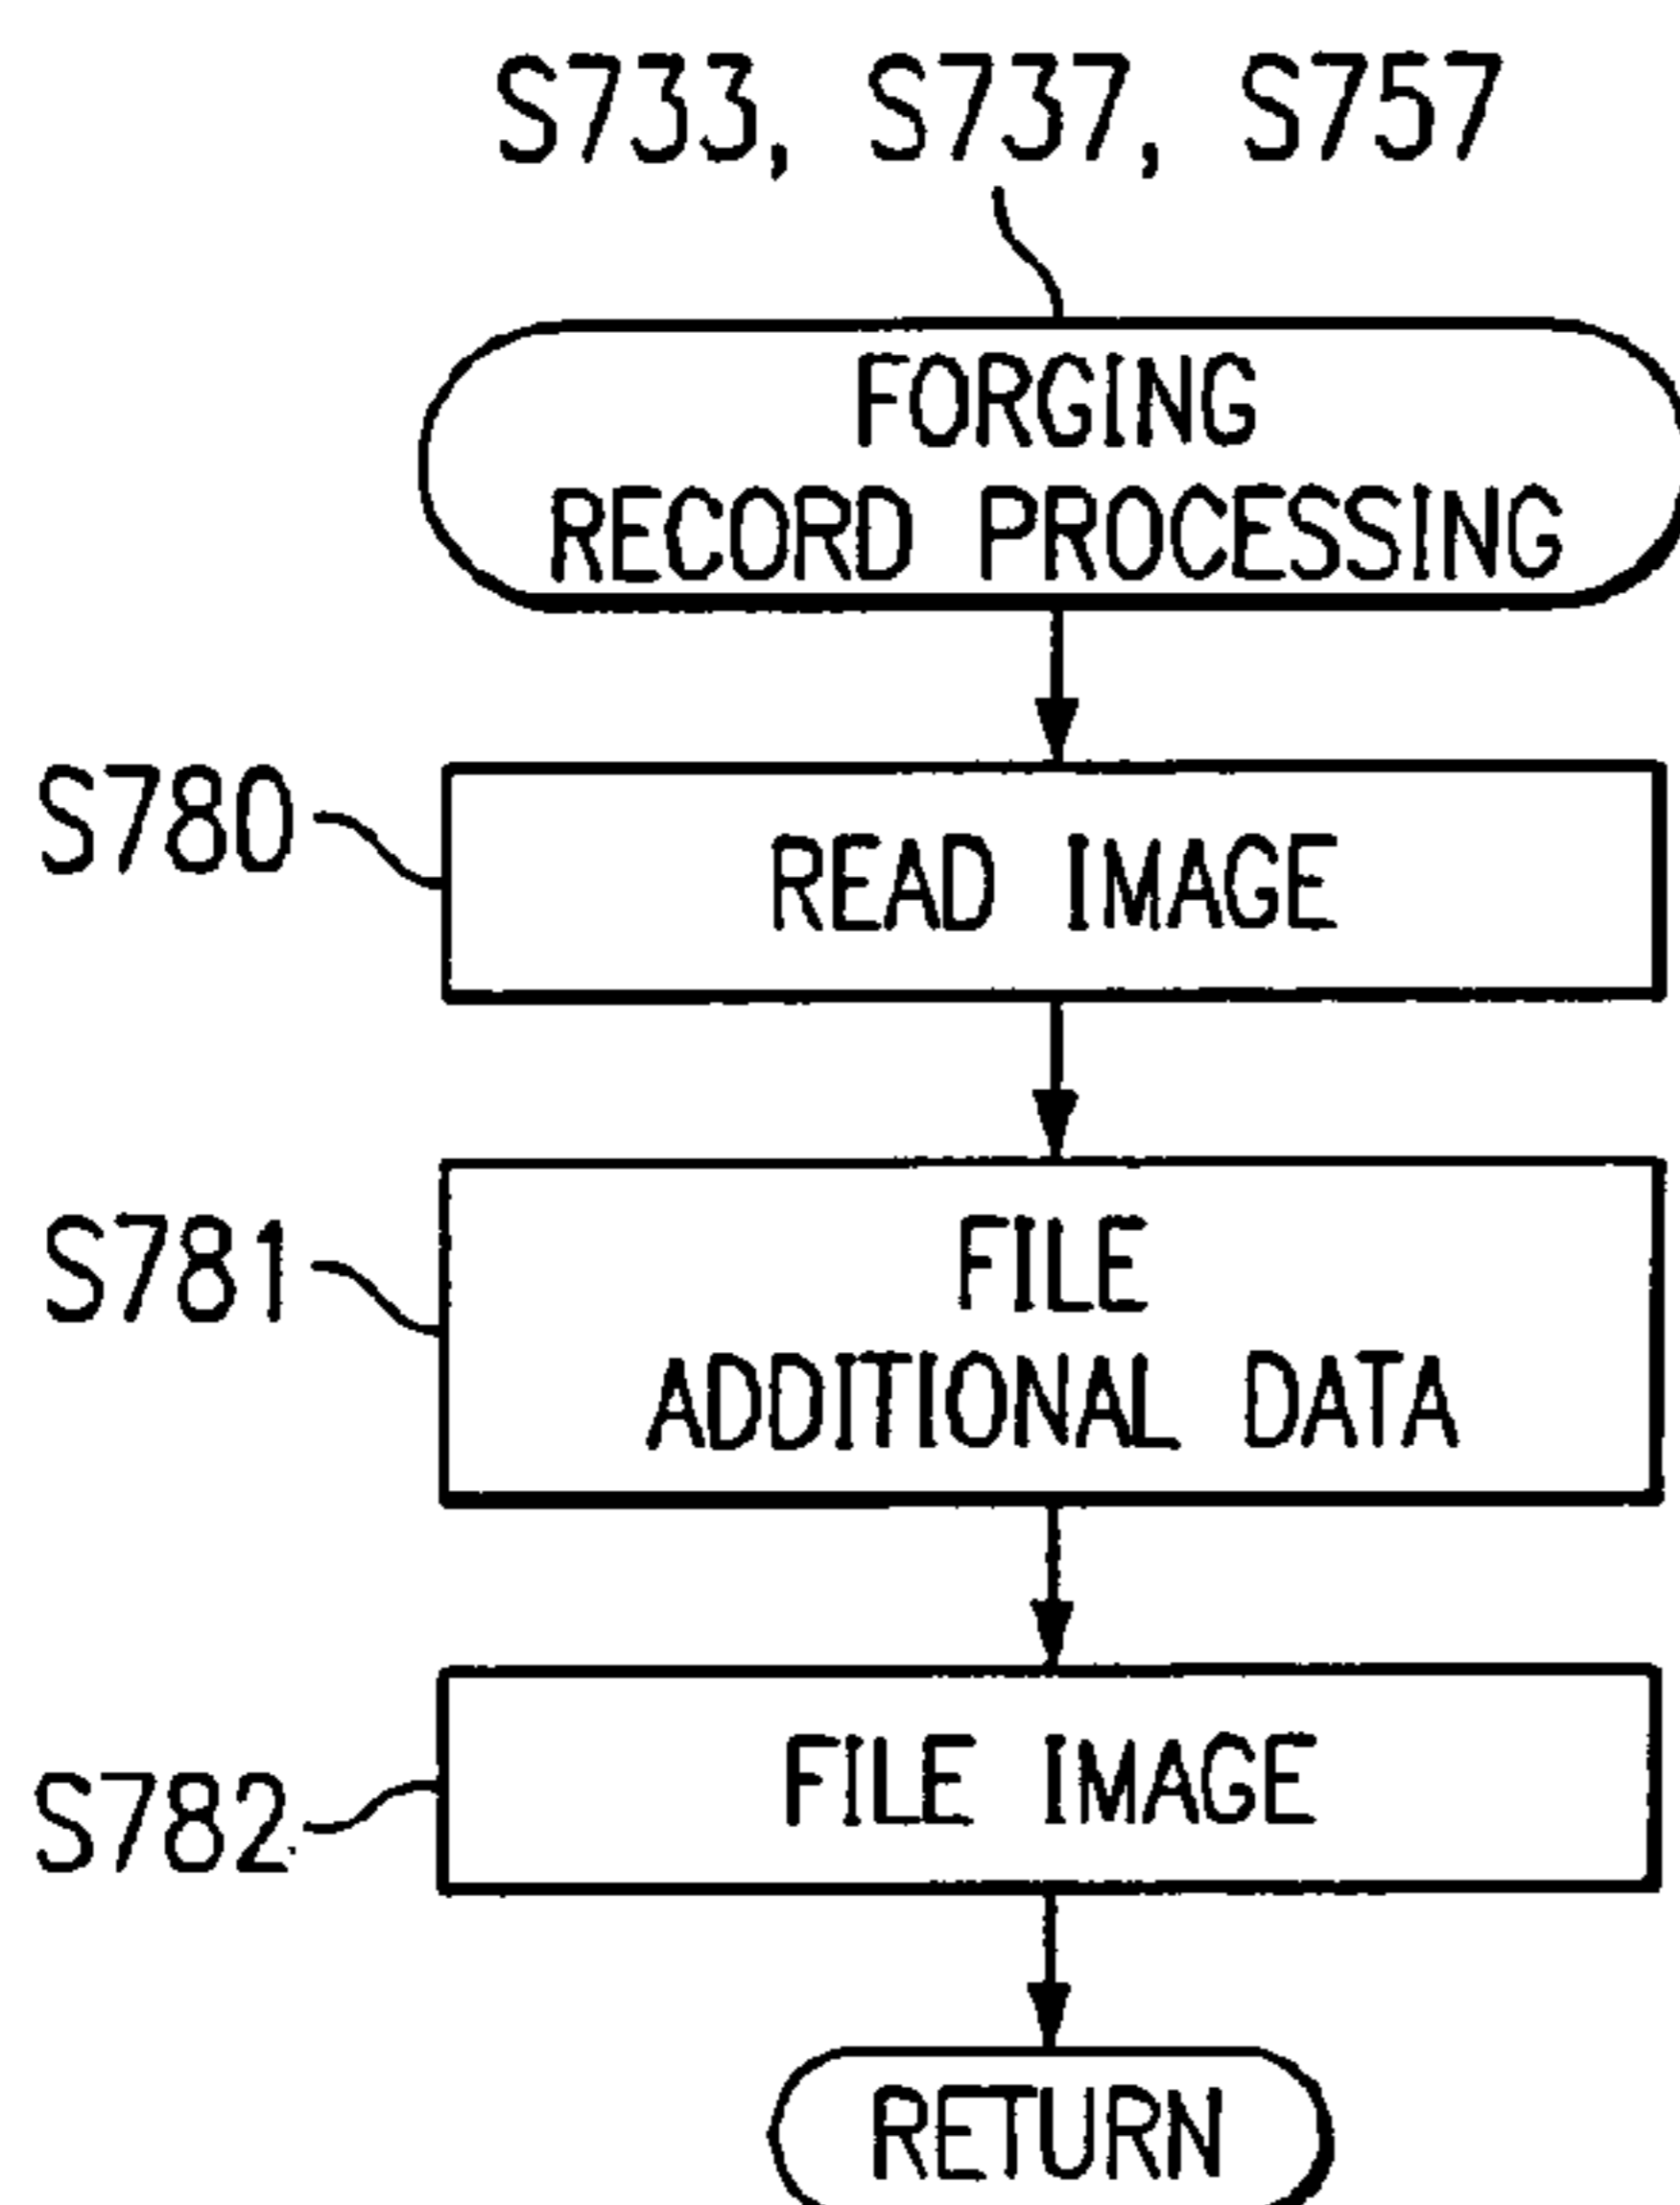 S733, S737, S757
FORGING
RECORD PROCESSING
S780
READ IMAGE
S781
FILE
ADDITIONAL DATA
S782
FILE IMAGE
RETURN